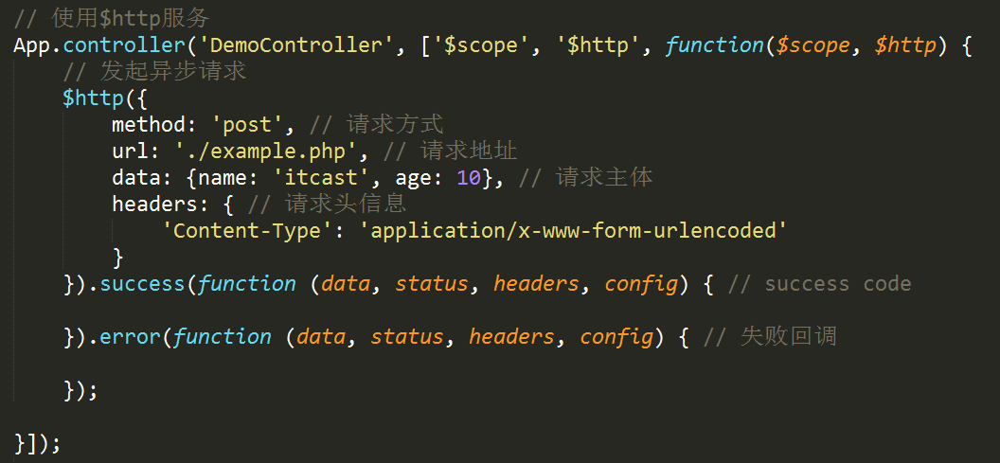 // 使用$http服务
App.controller('DemoController', ['$scope', '$http', function($scope, $http) {
    // 发起异步请求
    $http({
        method: 'post', // 请求方式
        url: './example.php', // 请求地址
        data: {name: 'itcast', age: 10}, // 请求主体
        headers: { // 请求头信息
            'Content-Type': 'application/x-www-form-urlencoded'
        }
    }).success(function (data, status, headers, config) { // success code
    }).error(function (data, status, headers, config) { // 失败回调
    });
}]);